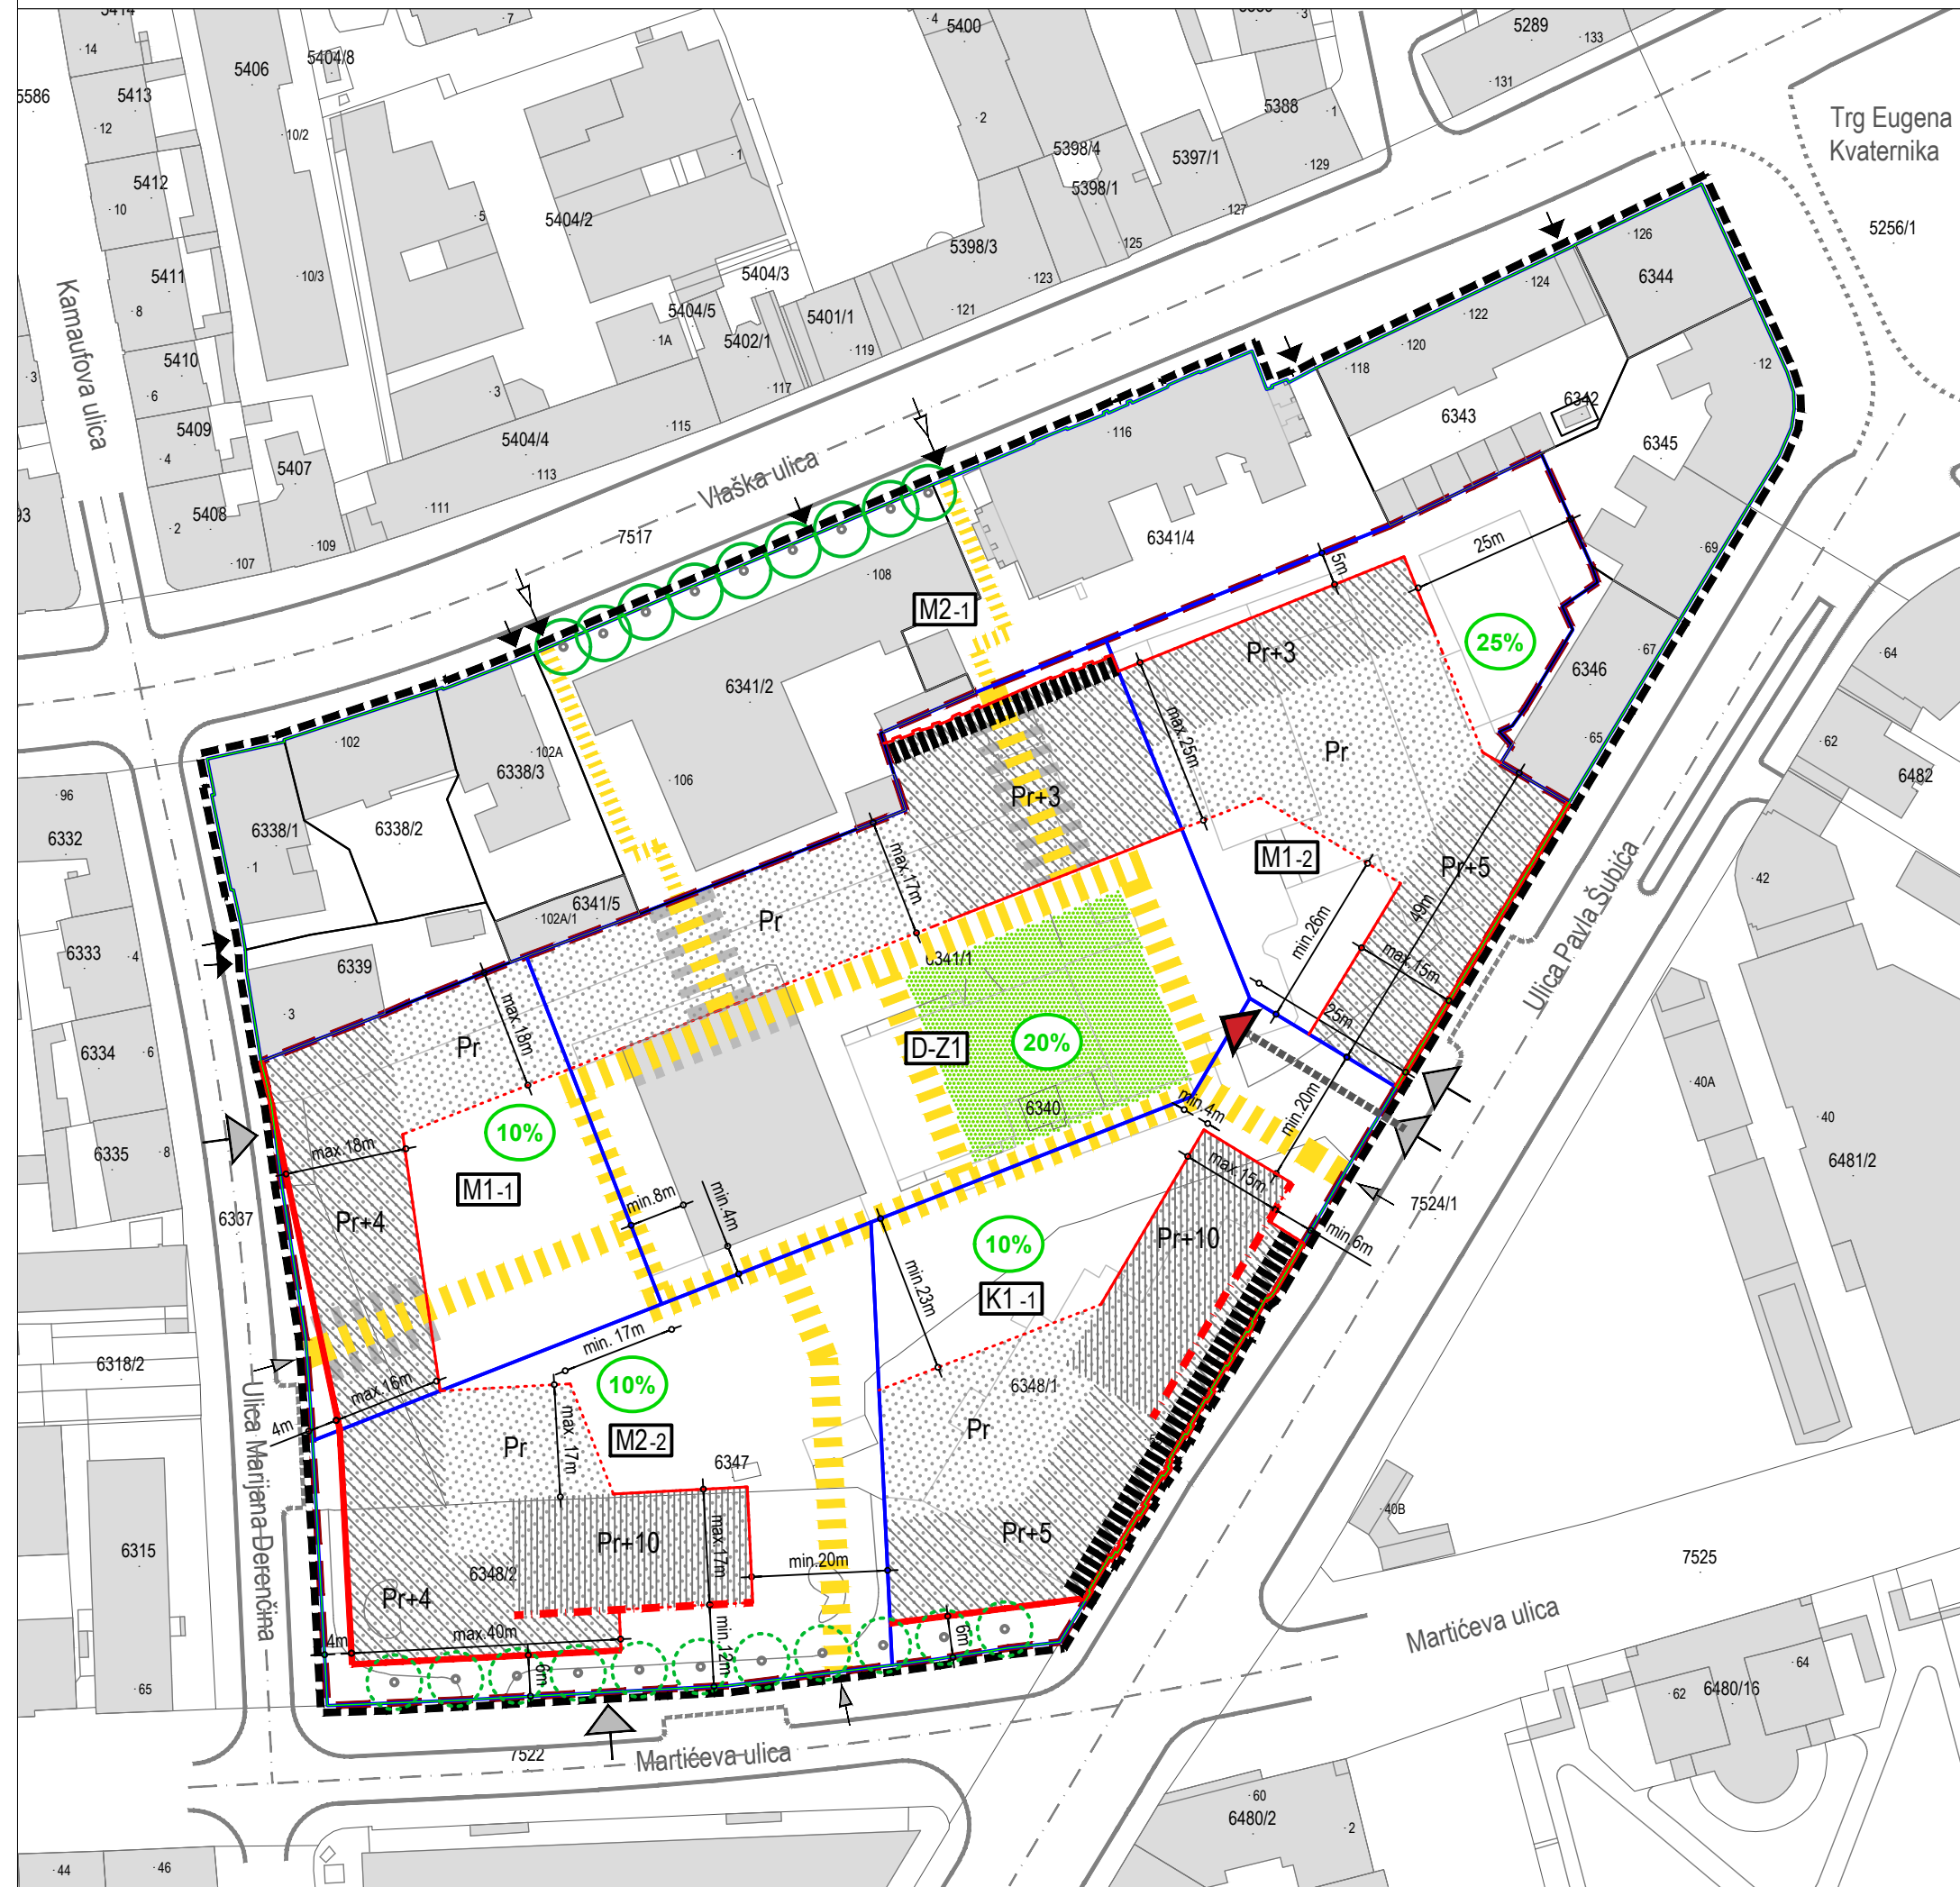 5414
14
5413
12
5412
10
5411
8
5410
6
5409
4
5408
2
107
5586
3
5406
10/2
10/3
5404/8
7
5
5404/2
1
5404/3
5404/5
1A
5402/1
117
5401/1
119
5398/3
121
123
125
127
4
5400
2
5398/4
5398/1
5397/1
5388
3
1
129
5289
133
131
Trg Eugena
Kvaternika
5256/1
Kamaufova ulica
5407
109
111
5404/4
113
115
3
Vlaška ulica
7517
126
6344
124
122
120
118
12
6342
6343
6345
116
6341/4
25m
5m
69
67
6346
65
25%
108
M2-1
6341/2
106
102
102A
6338/3
6338/1
6338/2
1
102A/1
6341/5
6339
3
Pr+3
Pr
max.25m
Pr+3
max.17m
Pr
M1-2
Pr+5
49m
min.26m
max.15m
25m
Ulica Pavla Šubića
64
62
6482
42
6341/1
D-Z1
20%
6340
Pr
max.18m
10%
M1-1
max.18m
Pr+4
min.8m
min.4m
min.4m
min.20m
max.15m
Pr+10
min.6m
7524/1
10%
K1-1
min.23m
40A
40
6481/2
96
6332
6333
4
6334
6
6335
8
6337
6318/2
min. 17m
10%
M2-2
max.16m
4m
Pr
max. 17m
6347
6348/1
Pr
Pr+5
Pr+10
max.17m
min.20m
6348/2
Pr+4
4m
max.40m
6m
min.12m
6m
Ulica Marijana Derenčina
6315
65
40B
7525
Martićeva ulica
64
62
6480/16
7522
Martićeva ulica
60
6480/2
2
44
46